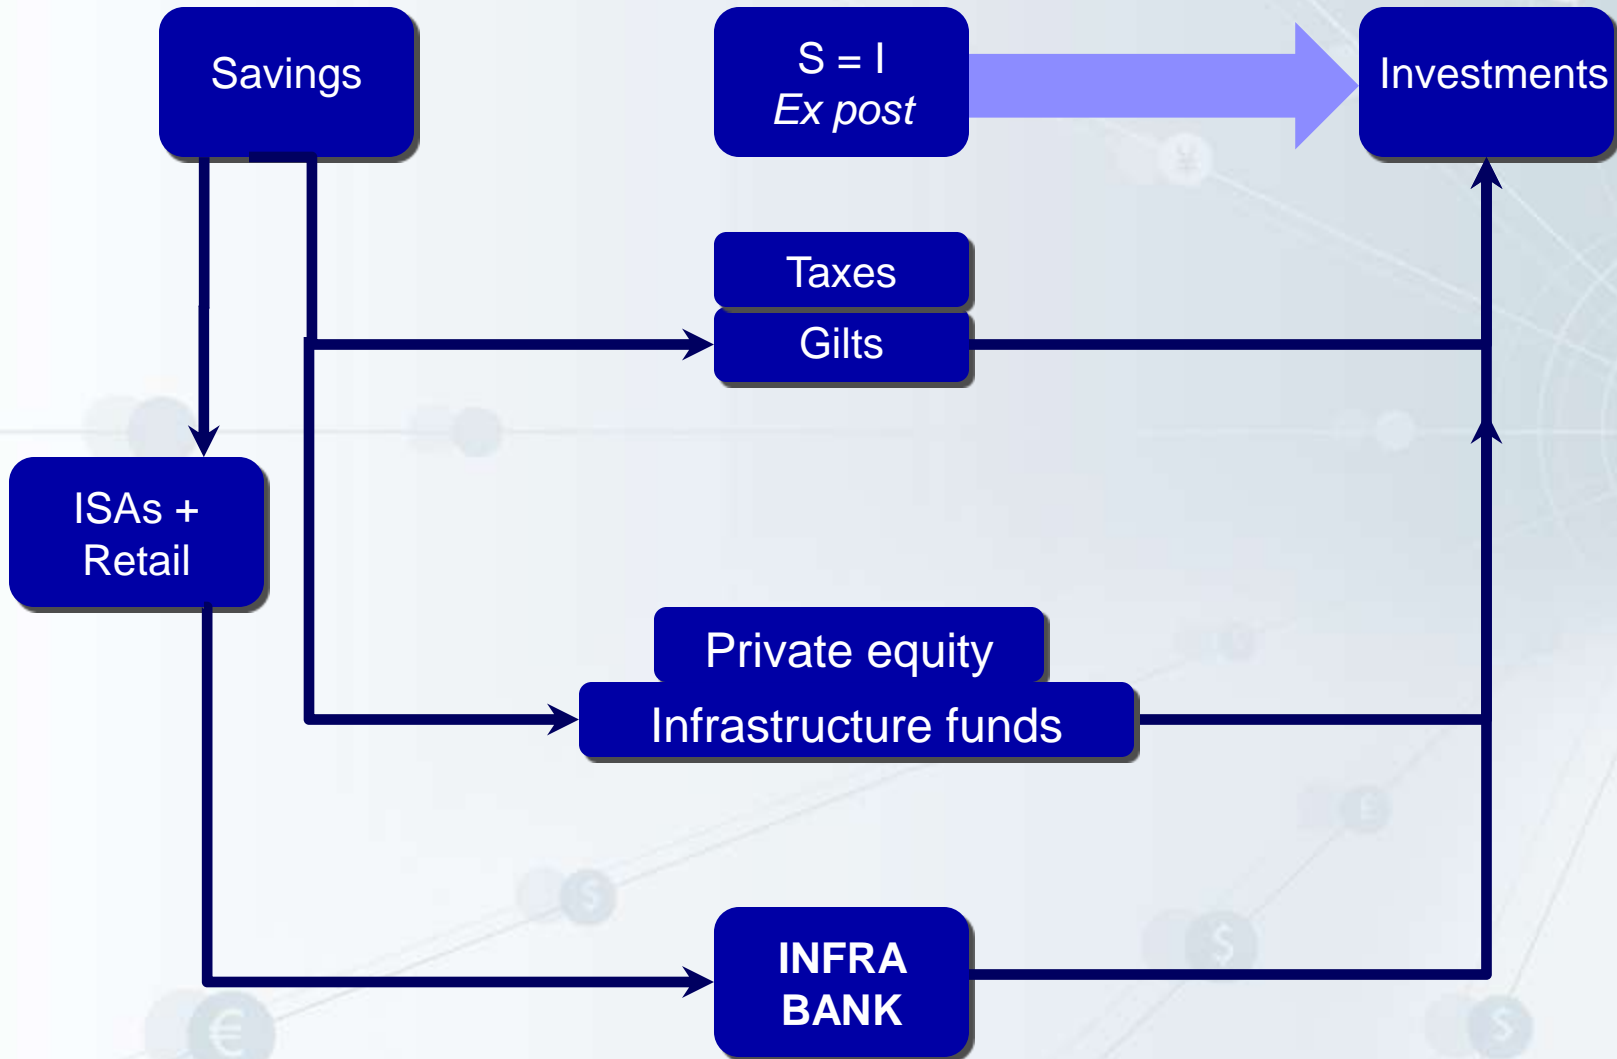 Savings
S = I
Ex post
Investments
Taxes
Gilts
ISAs +
Retail
Private equity
Infrastructure funds
INFRA
BANK
¥
£
$
$
€
$